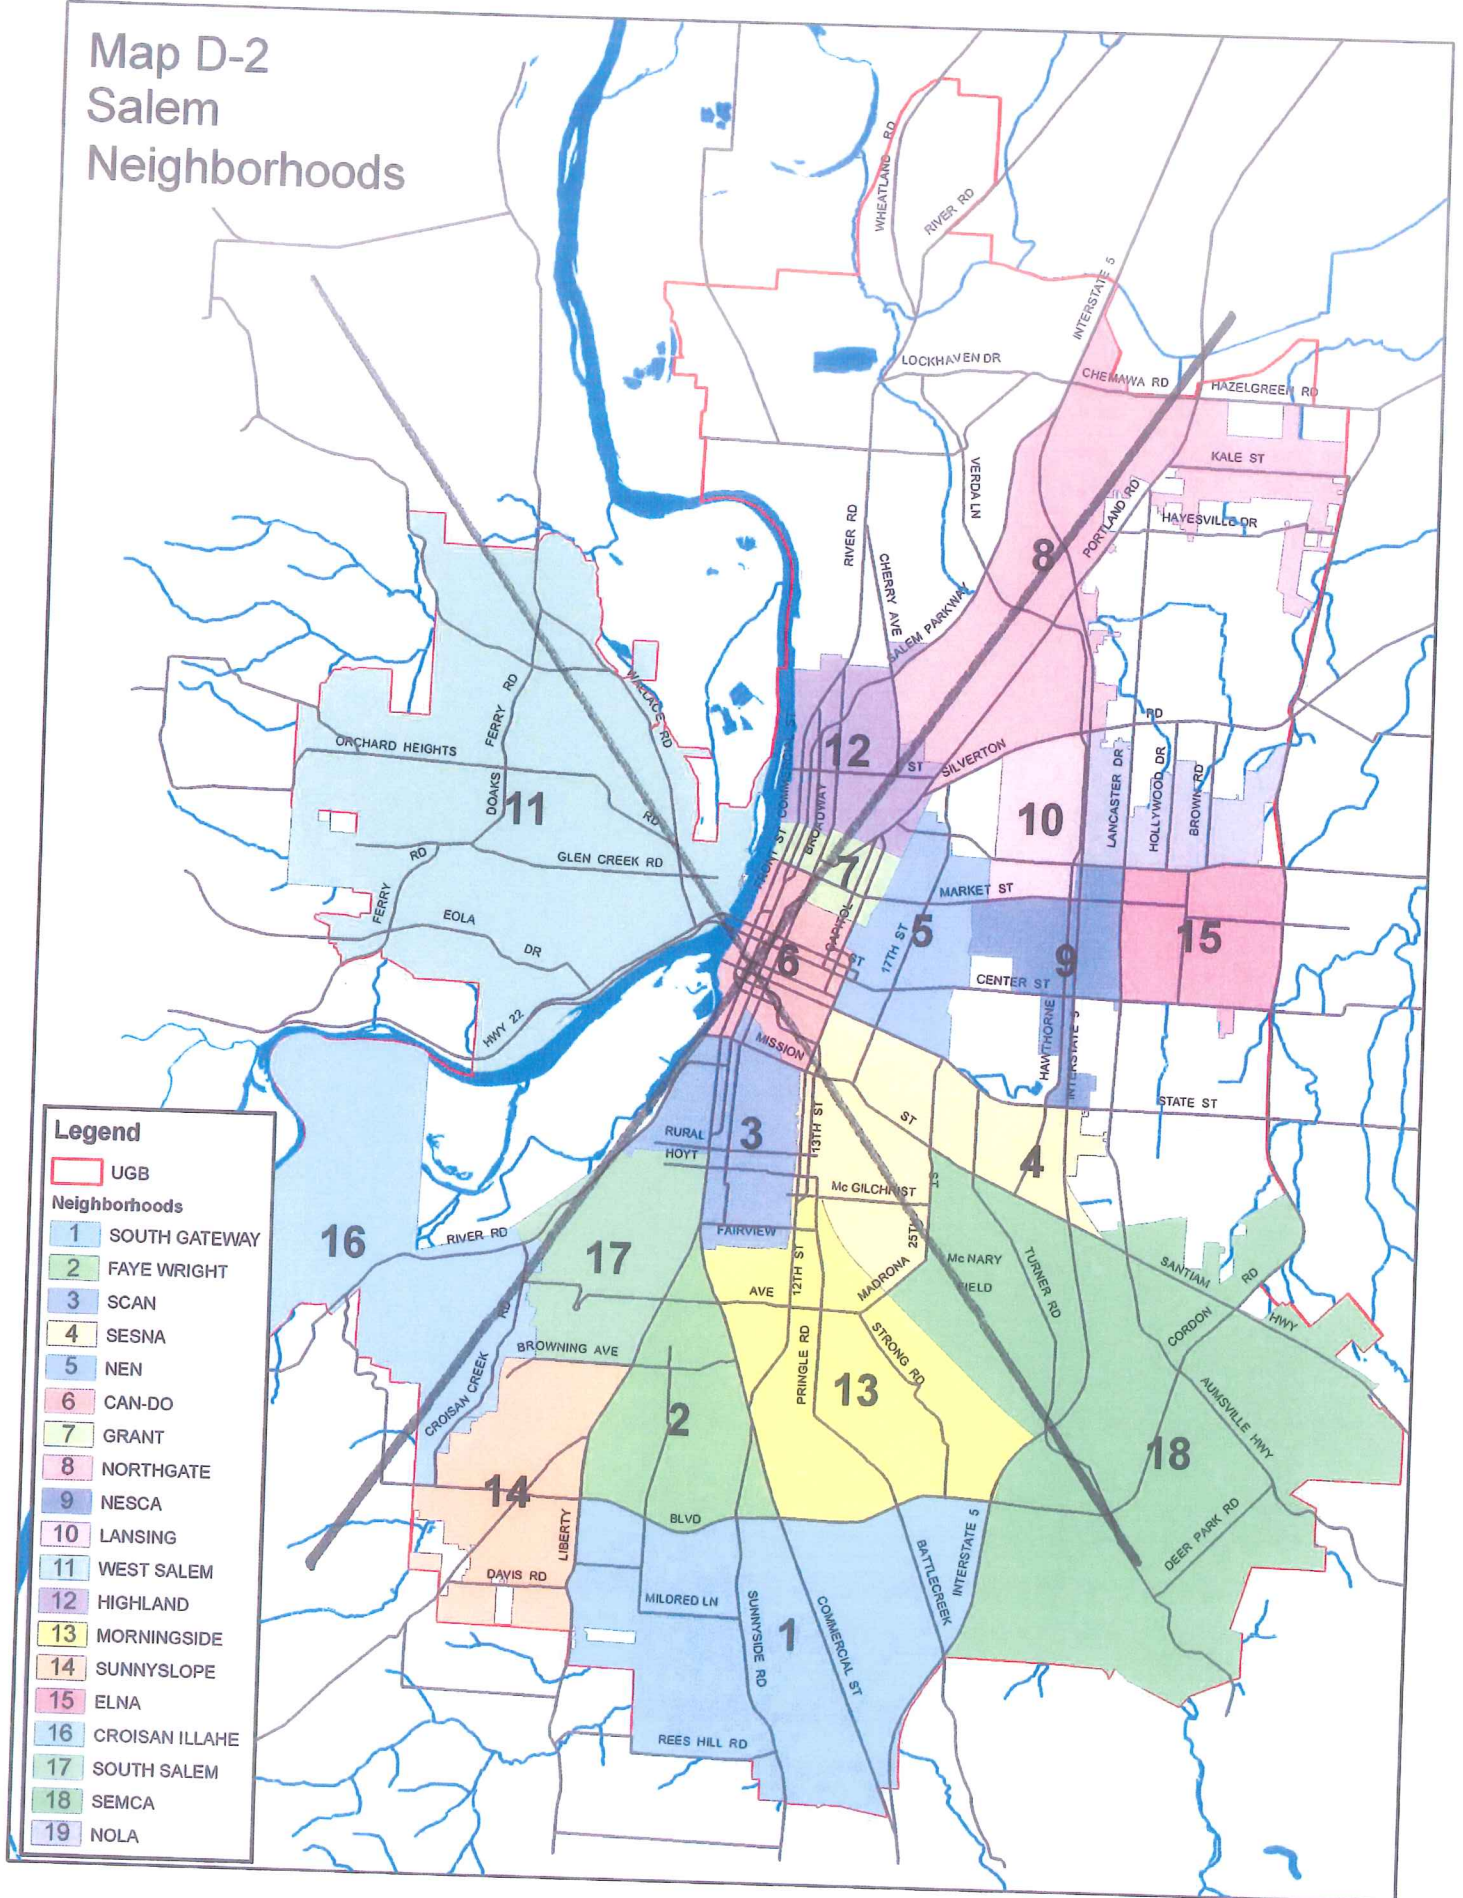 Map D-2
Salem
Neighborhoods
WHEATLAND RD
RIVER RD
INTERSTATE 5
LOCKHAVEN DR
CHEMAWA RD
HAZELGREEN RD
KALE ST
VERDA LN
PORTLAND RD
HAYESVILLE DR
RIVER RD
CHERRY AVE
SALEM PARKWAY
8
WALLACE RD
FERRY RD
DOAKS
ORCHARD HEIGHTS
RD
11
COMMERCIAL ST
12
ST
SILVERTON
RD
BROADWAY
FRONT ST
10
LANCASTER DR
HOLLYWOOD DR
BROWN RD
GLEN CREEK RD
RD
FERRY
EOLA
DR
7
MARKET ST
CAPITOL
ST
17TH ST
5
6
9
15
CENTER ST
HWY 22
MISSION
HAWTHORNE
INTERSTATE 5
STATE ST
ST
RURAL
HOYT
3
13TH ST
4
Mc GILCHRIST
ST
25TH
16
RIVER RD
17
FAIRVIEW
12TH ST
AVE
MADRONA
Mc NARY
FIELD
TURNER RD
SANTIAM
HWY
CORDON
RD
RD
BROWNING AVE
CROISAN CREEK
PRINGLE RD
STRONG RD
13
2
AUMSVILLE HWY
18
14
BLVD
LIBERTY
DAVIS RD
MILDRED LN
SUNNYSIDE RD
1
COMMERCIAL ST
BATTLECREEK
INTERSTATE 5
DEER PARK RD
REES HILL RD
Legend
UGB
Neighborhoods
1 SOUTH GATEWAY
2 FAYE WRIGHT
3 SCAN
4 SESNA
5 NEN
6 CAN-DO
7 GRANT
8 NORTHGATE
9 NESCA
10 LANSING
11 WEST SALEM
12 HIGHLAND
13 MORNINGSIDE
14 SUNNYSLOPE
15 ELNA
16 CROISAN ILLAHE
17 SOUTH SALEM
18 SEMCA
19 NOLA